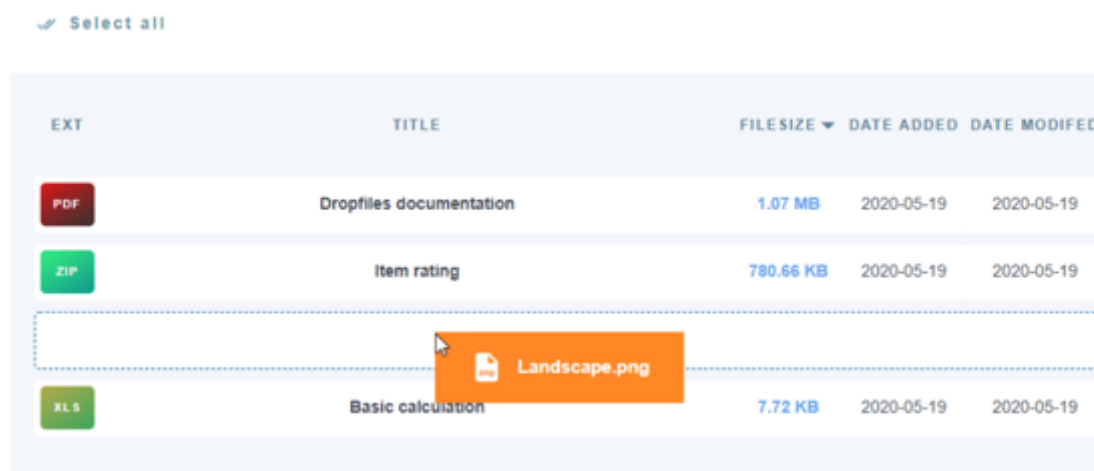 Select all
EXT TITLE FILESIZE DATE ADDED DATE MODIFED
PDF Dropfiles documentation 1.07 MB 2020-05-19 2020-05-19
ZIP Item rating 780.66 KB 2020-05-19 2020-05-19
png Landscape.png
XLS Basic calculation 7.72 KB 2020-05-19 2020-05-19